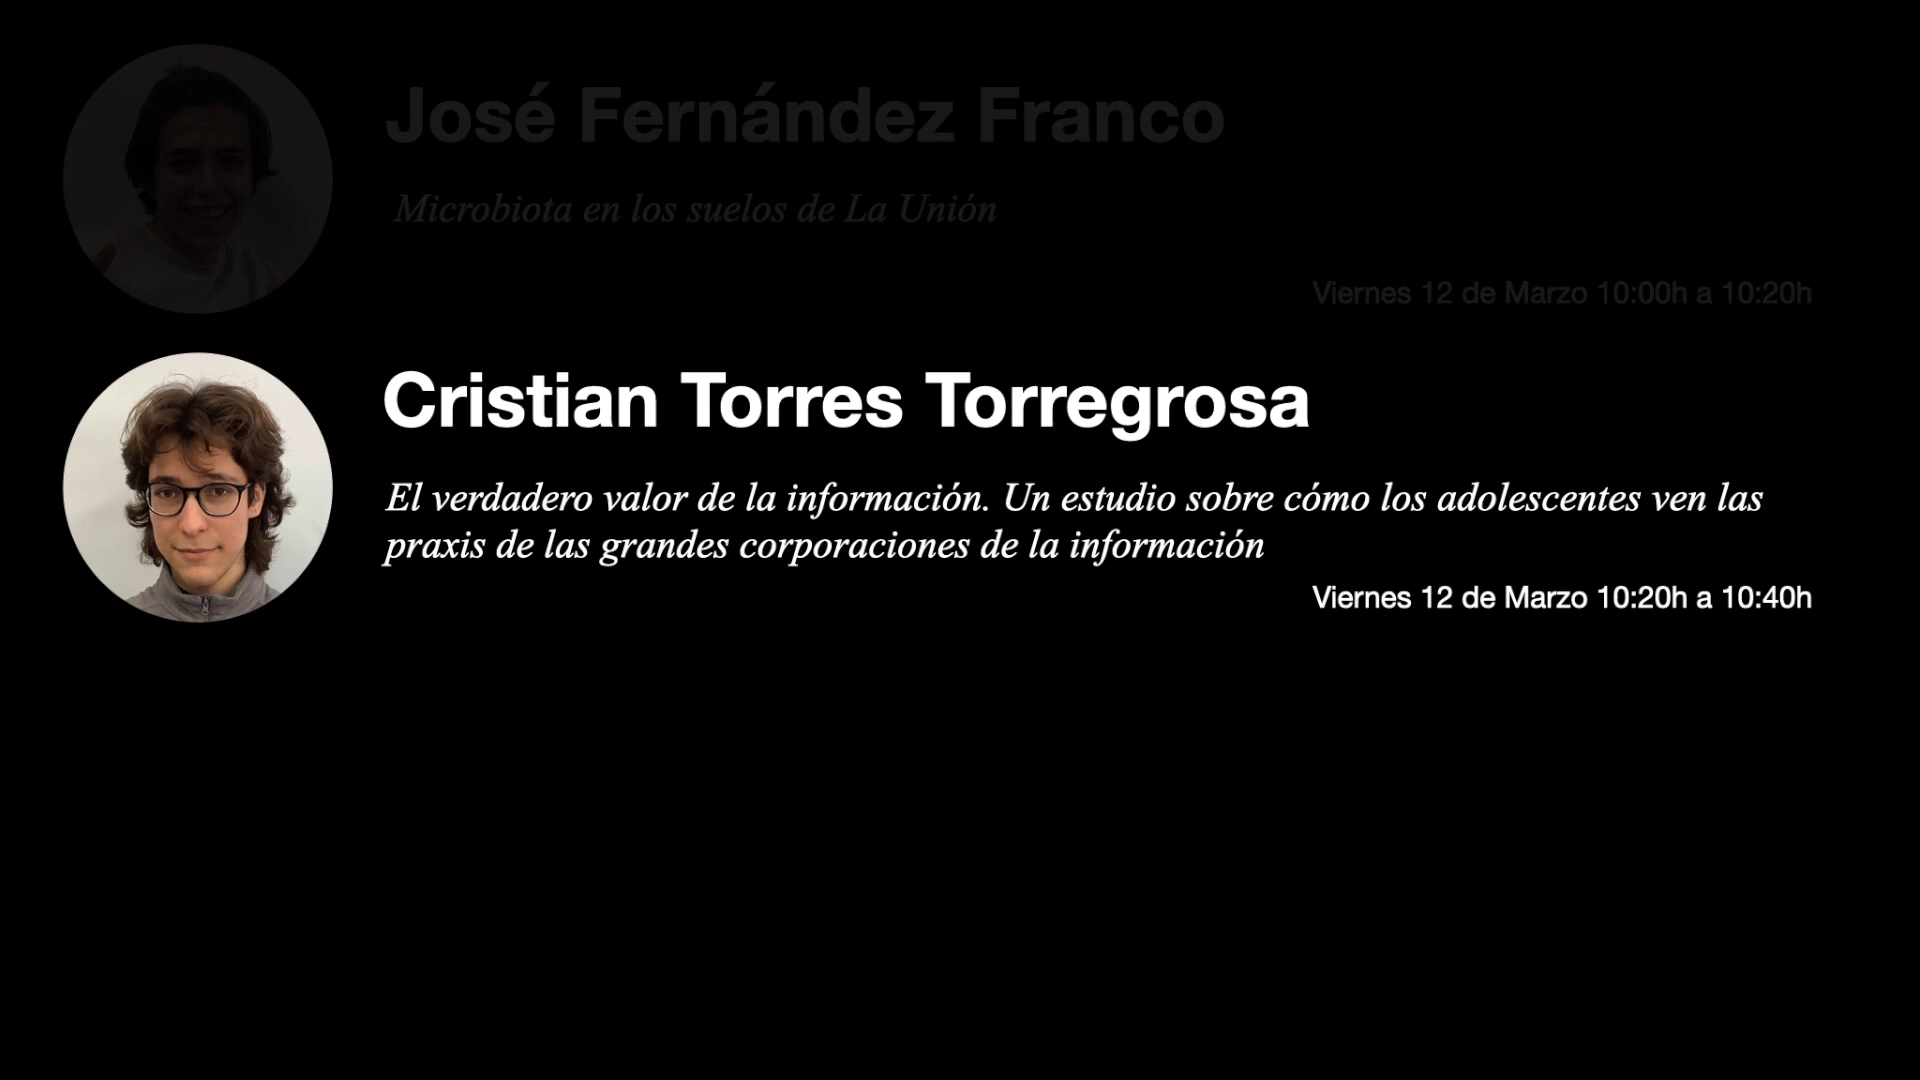 José Fernández Franco
Microbiota en los suelos de La Unión
Viernes 12 de Marzo 10:00h a 10:20h
Cristian Torres Torregrosa
El verdadero valor de la información. Un estudio sobre cómo los adolescentes ven las
praxis de las grandes corporaciones de la información
Viernes 12 de Marzo 10:20h a 10:40h